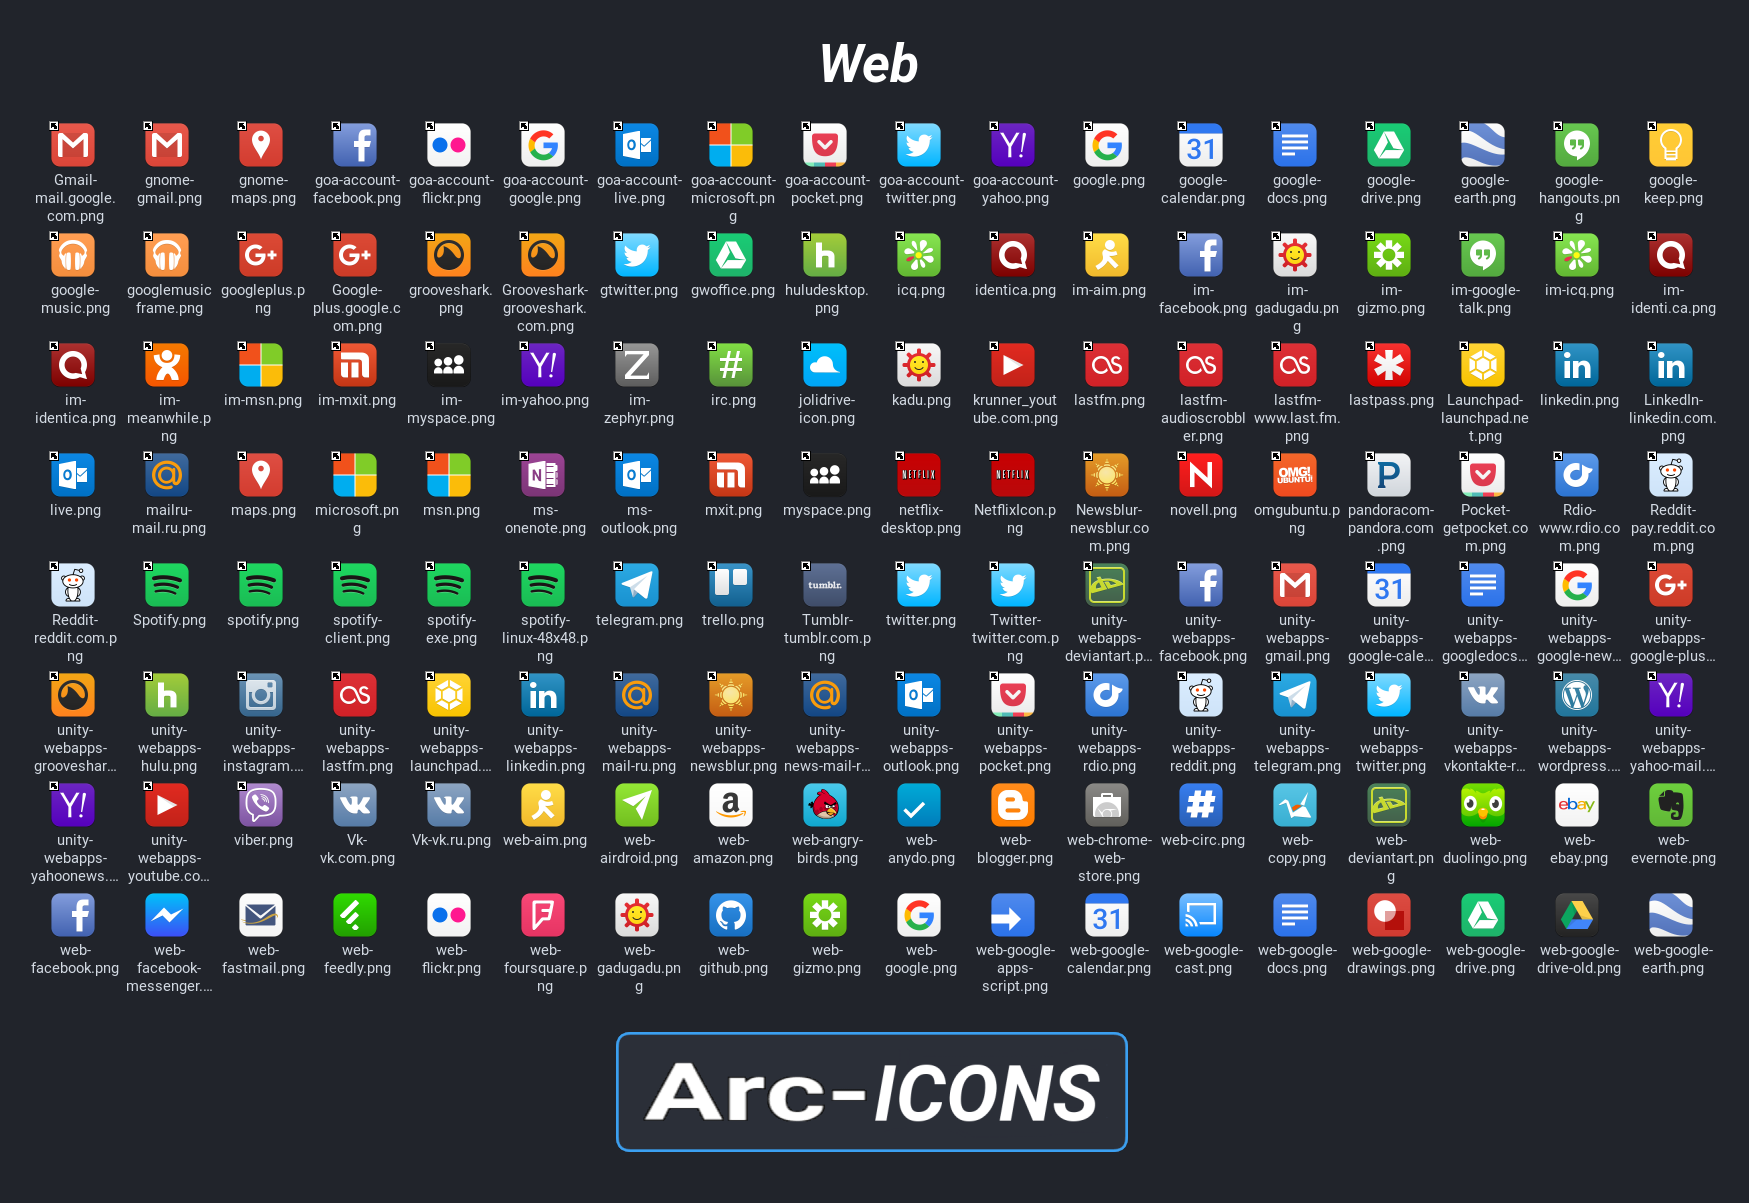 Web
Gmail-mail.google.com.png gnome-gmail.png gnome-maps.png goa-account-facebook.png goa-account-flickr.png goa-account-google.png goa-account-live.png goa-account-microsoft.png goa-account-pocket.png goa-account-twitter.png goa-account-yahoo.png google.png google-calendar.png google-docs.png google-drive.png google-earth.png google-hangouts.png google-keep.png
google-music.png googlemusicframe.png googleplus.png Google-plus.google.com.png grooveshark.png Grooveshark-grooveshark.com.png gtwitter.png gwoffice.png huludesktop.png icq.png identica.png im-aim.png im-facebook.png im-gadugadu.png im-gizmo.png im-google-talk.png im-icq.png im-identi.ca.png
im-identica.png im-meanwhile.png im-msn.png im-mxit.png im-myspace.png im-yahoo.png im-zephyr.png irc.png jolidrive-icon.png kadu.png krunner_youtube.com.png lastfm.png lastfm-audioscrobbler.png lastfm-www.last.fm.png lastpass.png Launchpad-launchpad.net.png linkedin.png LinkedIn-linkedin.com.png
live.png mailru-mail.ru.png maps.png microsoft.png msn.png ms-onenote.png ms-outlook.png mxit.png myspace.png netflix-desktop.png NetflixIcon.png Newsblur-newsblur.com.png novell.png omgubuntu.png pandoracom-pandora.com.png Pocket-getpocket.com.png Rdio-www.rdio.com.png Reddit-pay.reddit.com.png
Reddit-reddit.com.png Spotify.png spotify.png spotify-client.png spotify-exe.png spotify-linux-48x48.png telegram.png trello.png Tumblr-tumblr.com.png twitter.png Twitter-twitter.com.png unity-webapps-deviantart.p... unity-webapps-facebook.png unity-webapps-gmail.png unity-webapps-google-cale... unity-webapps-googledocs... unity-webapps-google-new... unity-webapps-google-plus...
unity-webapps-grooveshar... unity-webapps-hulu.png unity-webapps-instagram.... unity-webapps-lastfm.png unity-webapps-launchpad.... unity-webapps-linkedin.png unity-webapps-mail-ru.png unity-webapps-newsblur.png unity-webapps-news-mail-r... unity-webapps-outlook.png unity-webapps-pocket.png unity-webapps-rdio.png unity-webapps-reddit.png unity-webapps-telegram.png unity-webapps-twitter.png unity-webapps-vkontakte-r... unity-webapps-wordpress.... unity-webapps-yahoo-mail....
unity-webapps-yahoonews.... unity-webapps-youtube.co... viber.png Vk-vk.com.png Vk-vk.ru.png web-aim.png web-airdroid.png web-amazon.png web-angry-birds.png web-anydo.png web-blogger.png web-chrome-web-store.png web-circ.png web-copy.png web-deviantart.png web-duolingo.png web-ebay.png web-evernote.png
web-facebook.png web-facebook-messenger.... web-fastmail.png web-feedly.png web-flickr.png web-foursquare.png web-gadugadu.png web-github.png web-gizmo.png web-google.png web-google-apps-script.png web-google-calendar.png web-google-cast.png web-google-docs.png web-google-drawings.png web-google-drive.png web-google-drive-old.png web-google-earth.png
Arc-ICONS